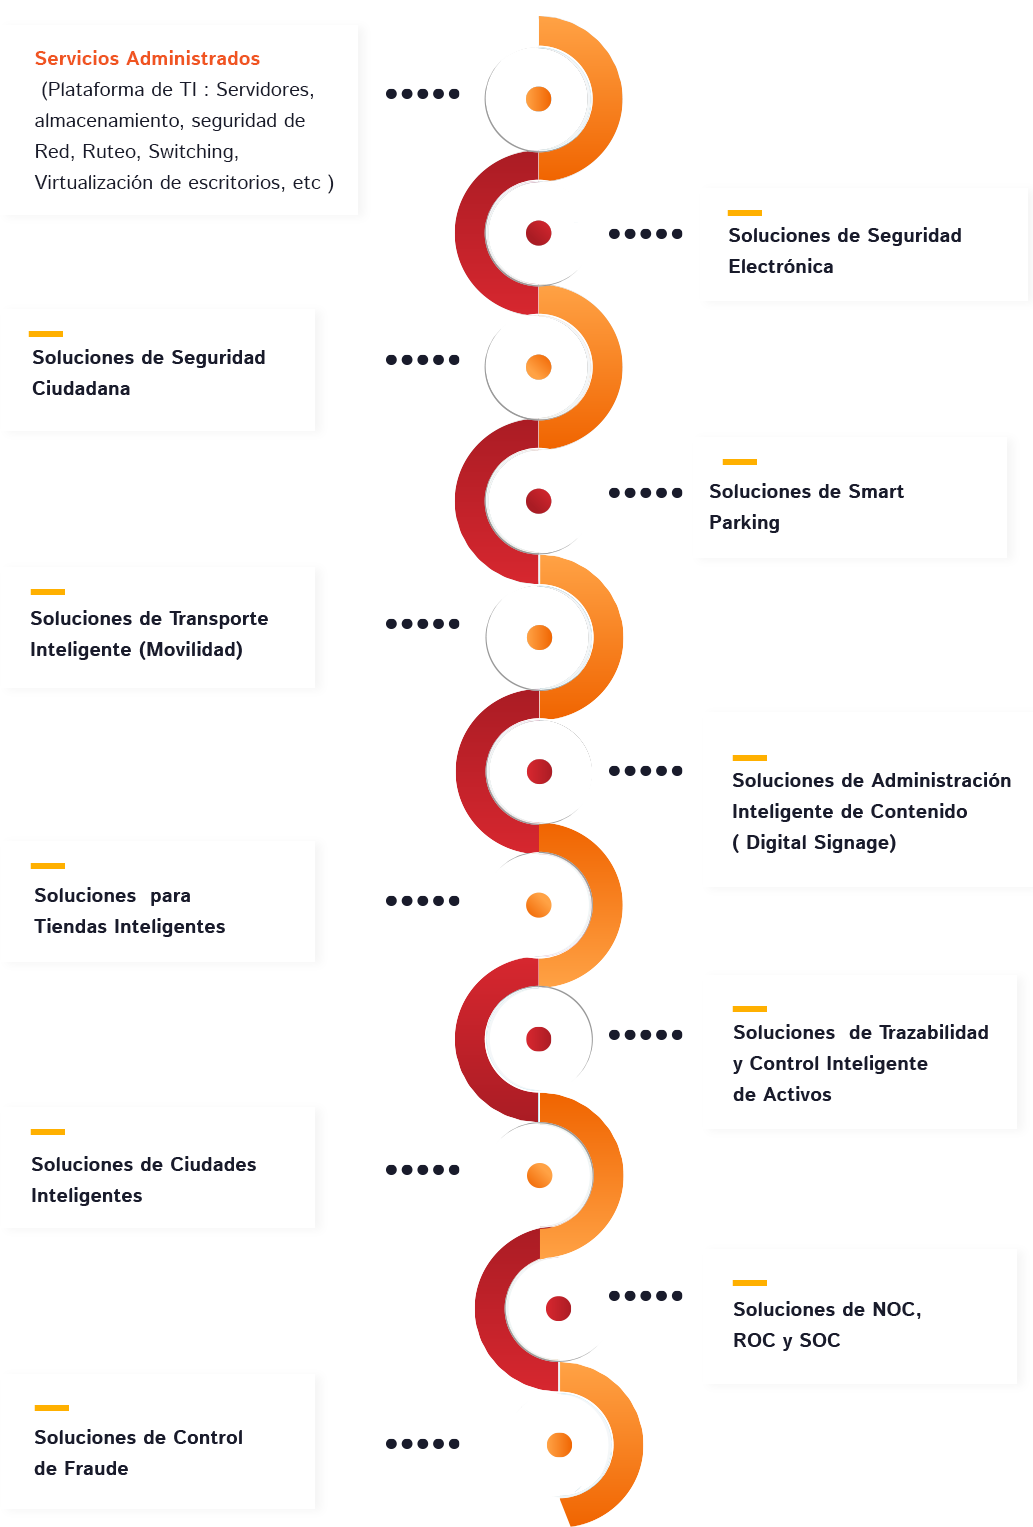 Servicios Administrados
(Plataforma de TI : Servidores,
almacenamiento, seguridad de
Red, Ruteo, Switching,
Virtualización de escritorios, etc )
Soluciones de Seguridad
Electrónica
Soluciones de Seguridad
Ciudadana
Soluciones de Smart
Parking
Soluciones de Transporte
Inteligente (Movilidad)
Soluciones de Administración
Inteligente de Contenido
( Digital Signage)
Soluciones  para
Tiendas Inteligentes
Soluciones  de Trazabilidad
y Control Inteligente
de Activos
Soluciones de Ciudades
Inteligentes
Soluciones de NOC,
ROC y SOC
Soluciones de Control
de Fraude